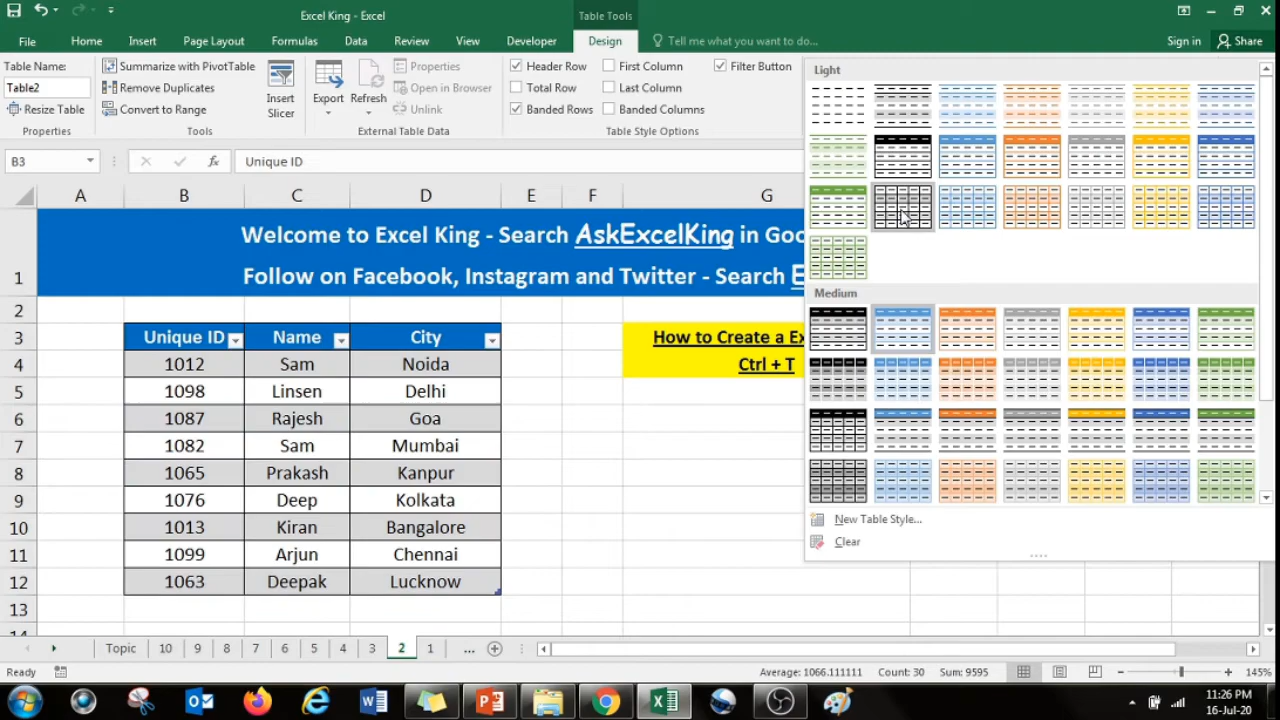 Excel King - Excel
Table Tools
File Home Insert Page Layout Formulas Data Review View Developer Design Tell me what you want to do... Sign in Share
Table Name:
Table2
Resize Table
Properties
Summarize with PivotTable
Remove Duplicates
Convert to Range
Tools
Insert
Slicer
Export
Refresh
Properties
Open in Browser
Unlink
External Table Data
Header Row
Total Row
Banded Rows
First Column
Last Column
Banded Columns
Filter Button
Table Style Options
Light
Medium
New Table Style...
Clear
B3 fx Unique ID
A B C D E F G
1
Welcome to Excel King - Search AskExcelKing in Goo
Follow on Facebook, Instagram and Twitter - Search E
2
3 Unique ID Name City How to Create a Ex
4 1012 Sam Noida Ctrl + T
5 1098 Linsen Delhi
6 1087 Rajesh Goa
7 1082 Sam Mumbai
8 1065 Prakash Kanpur
9 1076 Deep Kolkata
10 1013 Kiran Bangalore
11 1099 Arjun Chennai
12 1063 Deepak Lucknow
13
Topic 10 9 8 7 6 5 4 3 2 1 ...
Ready Average: 1066.111111 Count: 30 Sum: 9595 145%
11:26 PM
16-Jul-20